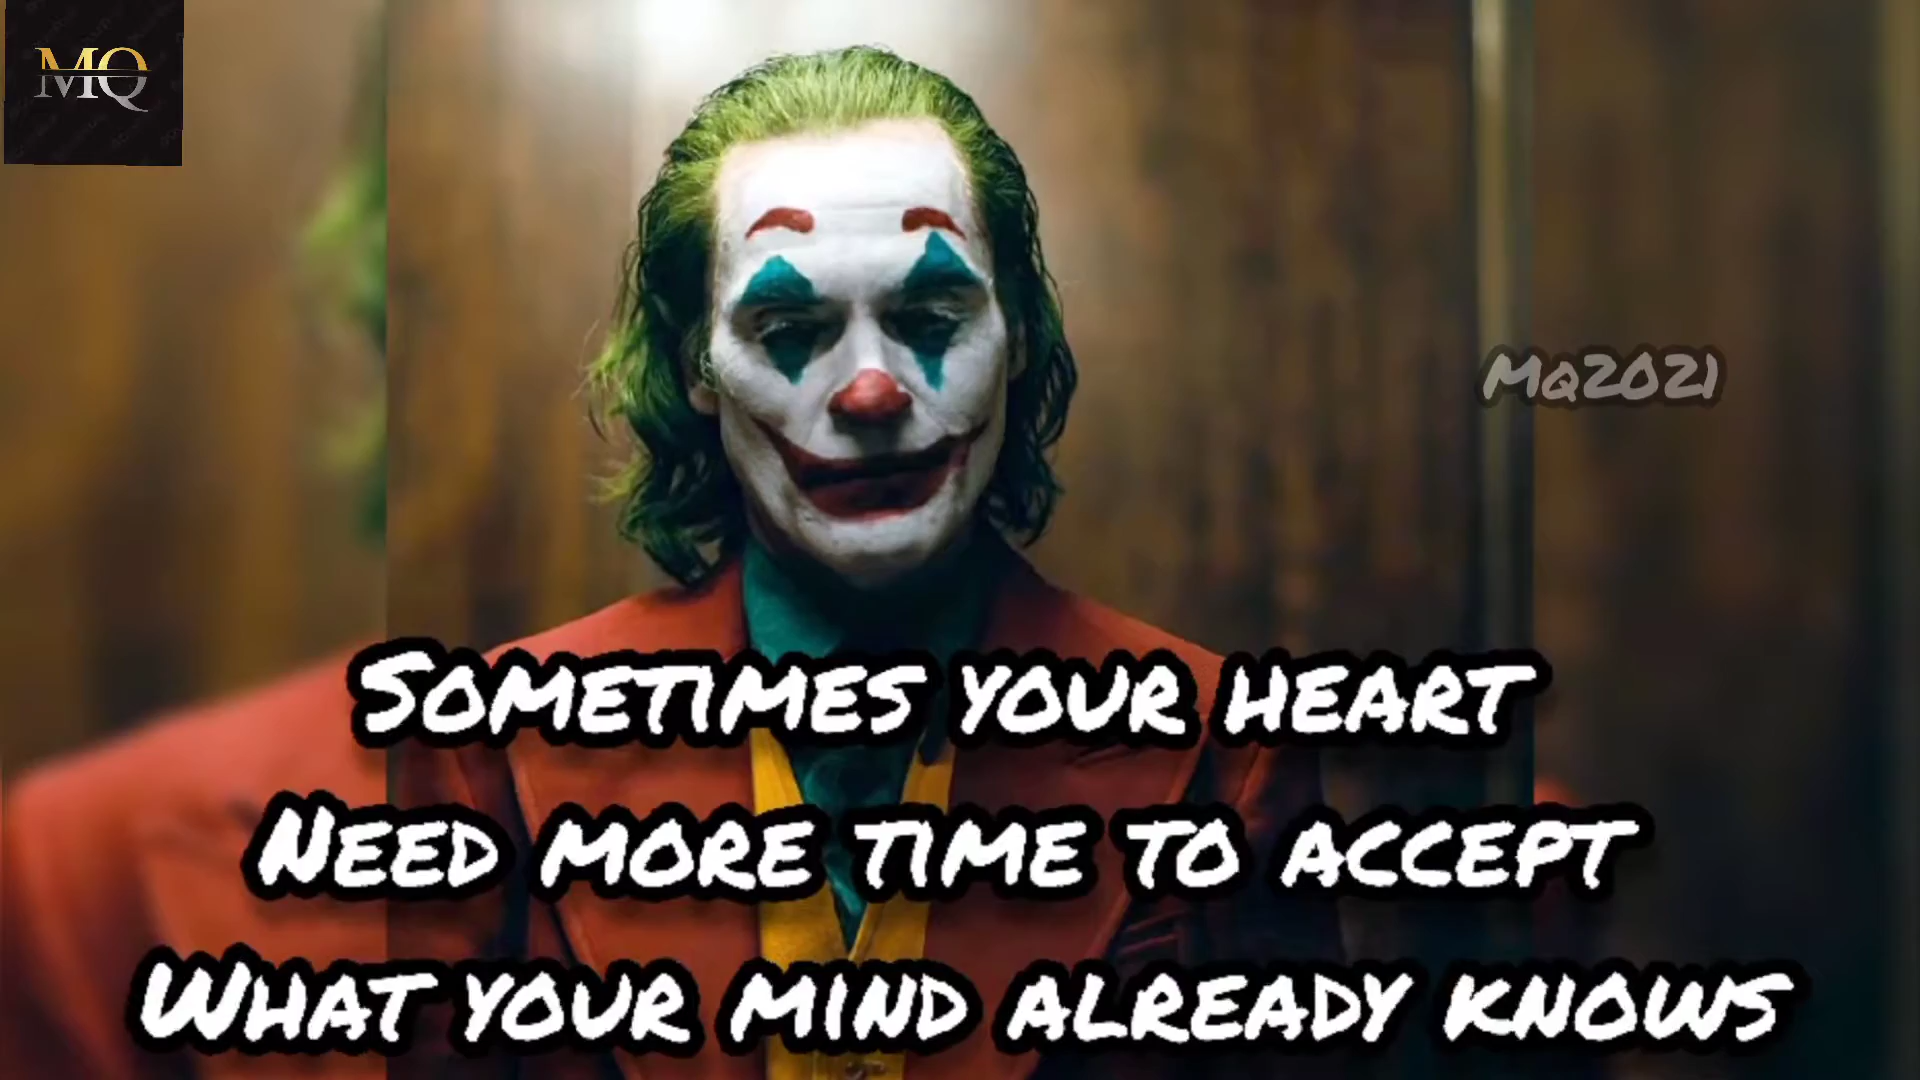 MQ
Mq2021
Sometimes your heart
Need more time to accept
What your mind already knows